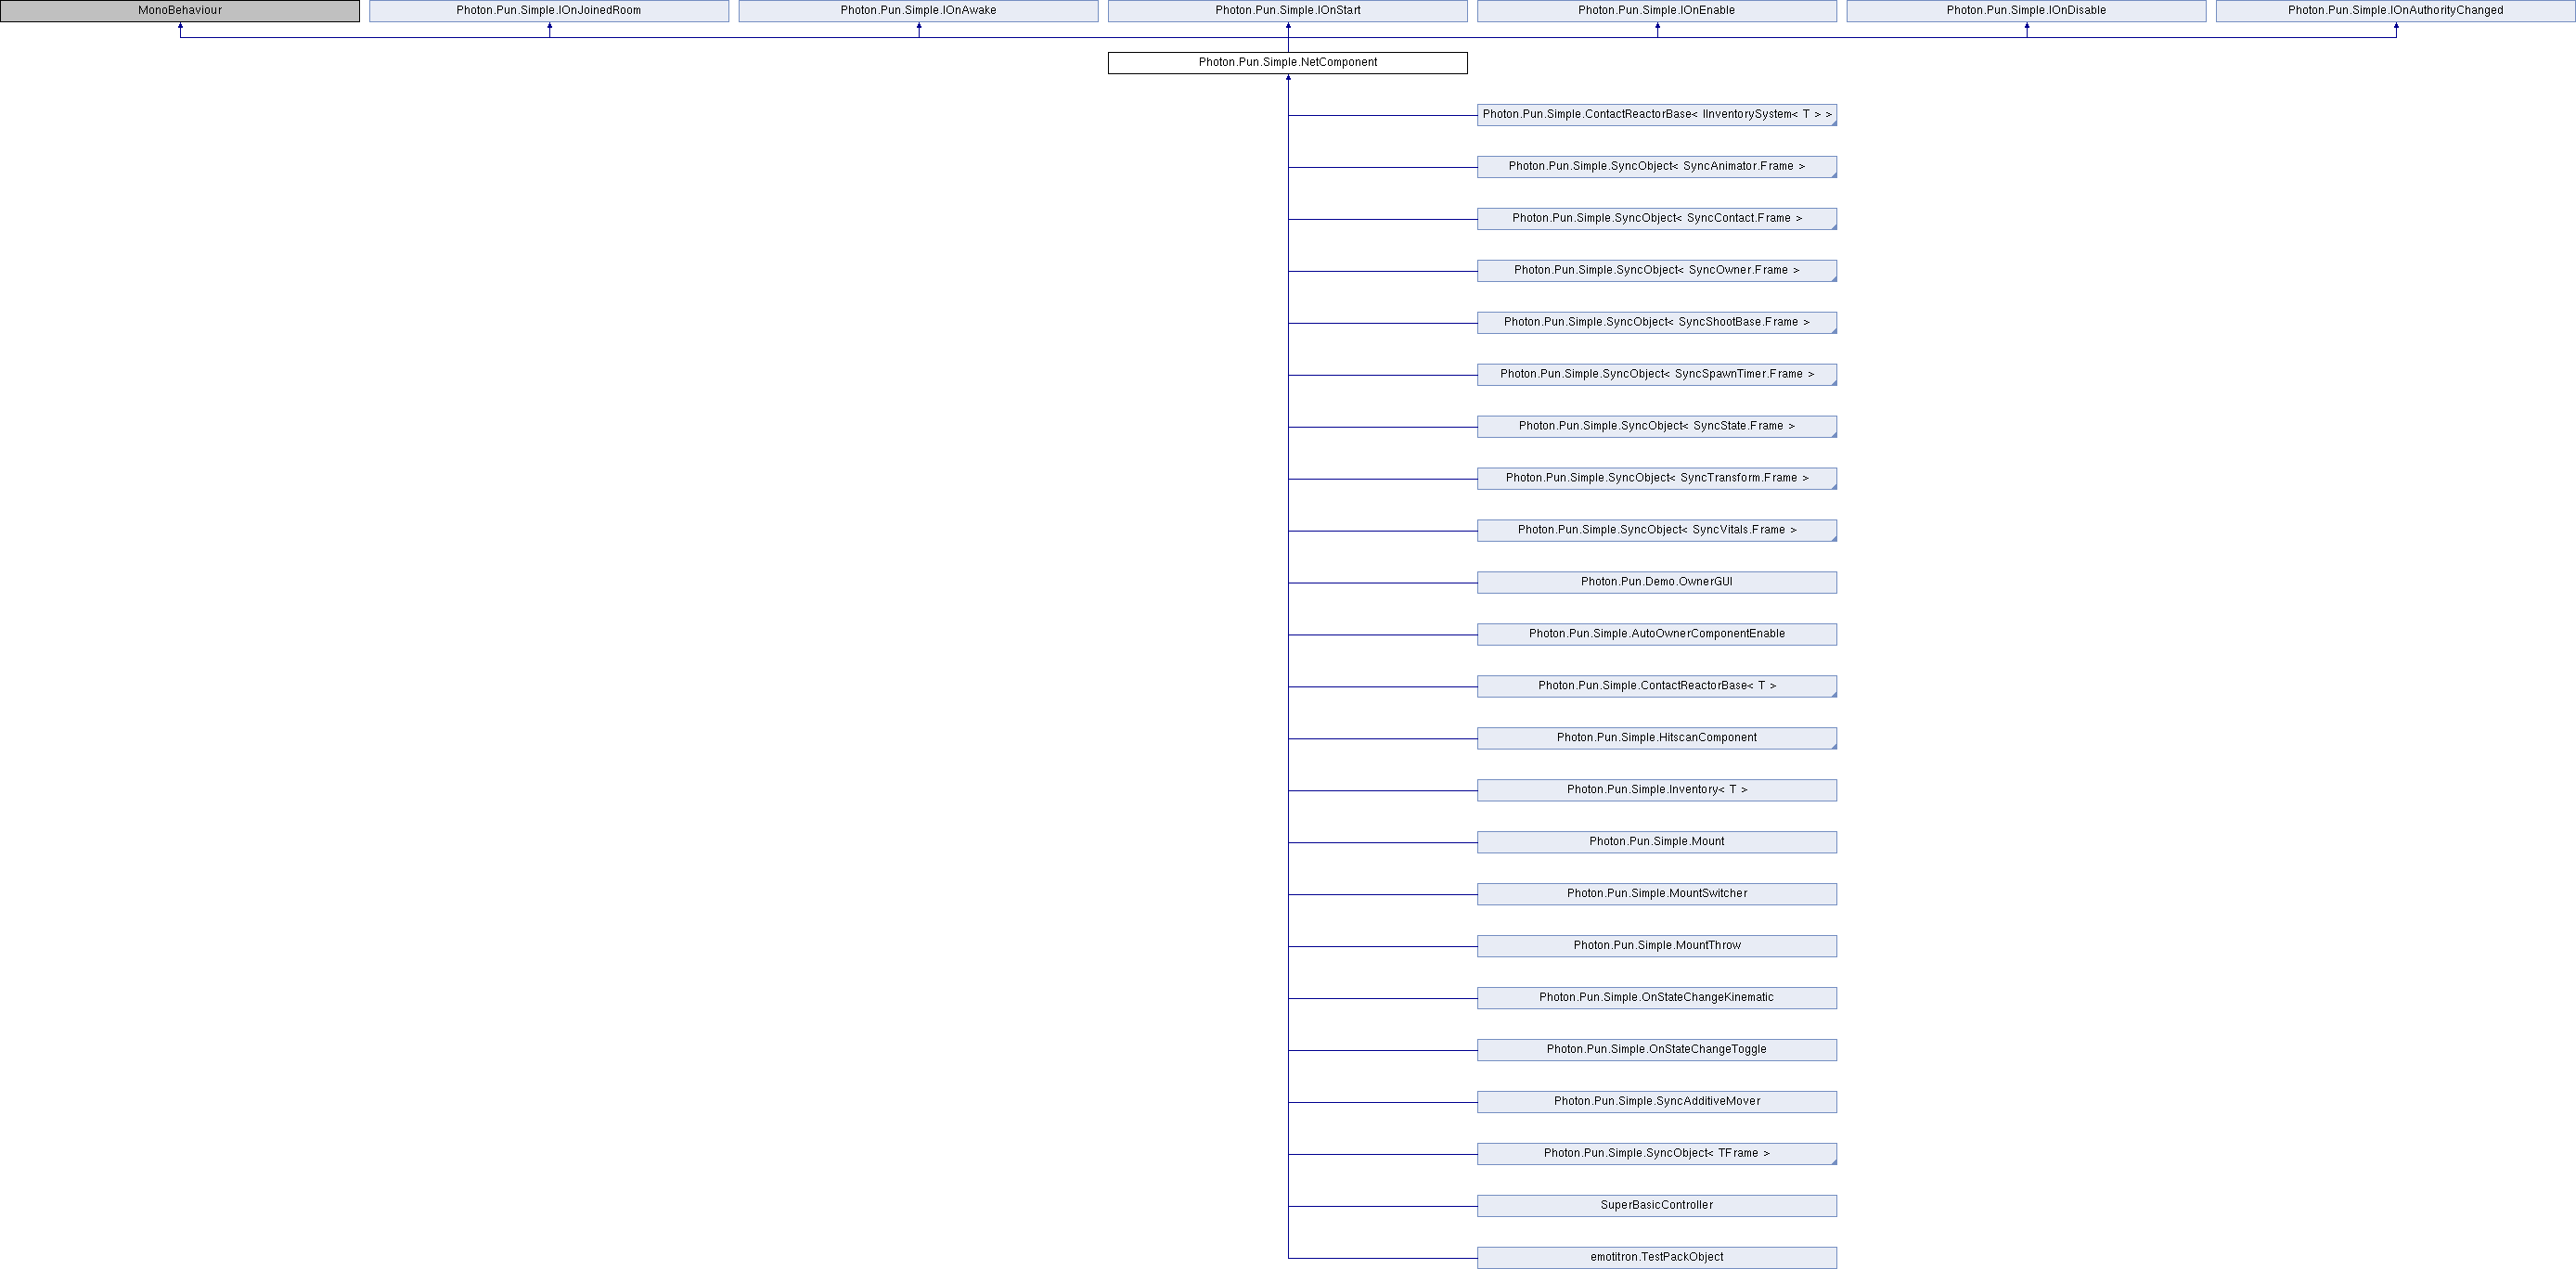 MonoBehaviour
Photon.Pun.Simple.IOnJoinedRoom
Photon.Pun.Simple.IOnAwake
Photon.Pun.Simple.IOnStart
Photon.Pun.Simple.IOnEnable
Photon.Pun.Simple.IOnDisable
Photon.Pun.Simple.IOnAuthorityChanged
Photon.Pun.Simple.NetComponent
Photon.Pun.Simple.ContactReactorBase< IInventorySystem< T > >
Photon.Pun.Simple.SyncObject< SyncAnimator.Frame >
Photon.Pun.Simple.SyncObject< SyncContact.Frame >
Photon.Pun.Simple.SyncObject< SyncOwner.Frame >
Photon.Pun.Simple.SyncObject< SyncShootBase.Frame >
Photon.Pun.Simple.SyncObject< SyncSpawnTimer.Frame >
Photon.Pun.Simple.SyncObject< SyncState.Frame >
Photon.Pun.Simple.SyncObject< SyncTransform.Frame >
Photon.Pun.Simple.SyncObject< SyncVitals.Frame >
Photon.Pun.Demo.OwnerGUI
Photon.Pun.Simple.AutoOwnerComponentEnable
Photon.Pun.Simple.ContactReactorBase< T >
Photon.Pun.Simple.HitscanComponent
Photon.Pun.Simple.Inventory< T >
Photon.Pun.Simple.Mount
Photon.Pun.Simple.MountSwitcher
Photon.Pun.Simple.MountThrow
Photon.Pun.Simple.OnStateChangeKinematic
Photon.Pun.Simple.OnStateChangeToggle
Photon.Pun.Simple.SyncAdditiveMover
Photon.Pun.Simple.SyncObject< TFrame >
SuperBasicController
emotitron.TestPackObject